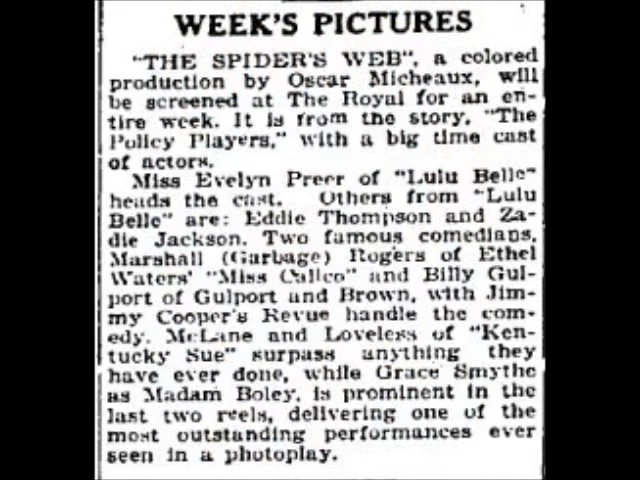 WEEK'S PICTURES
"THE SPIDER'S WEB", a colored
production by Oscar Micheaux, will
be screened at The Royal for an en-
tire week. It is from the story, "The
Policy Players," with a big time cast
of actors.
Miss Evelyn Preer of "Lulu Belle"
heads the cast. Others from "Lulu
Belle" are: Eddie Thompson and Za-
die Jackson. Two famous comedians,
Marshall (Garbage) Rogers of Ethel
Waters' "Miss Calico" and Billy Gul-
port of Gulport and Brown, with Jim-
my Cooper's Revue handle the com-
edy. McLane and Loveless of "Ken-
tucky Sue" surpass anything they
have ever done, while Grace Smythe
as Madam Boley, is prominent in the
last two reels, delivering one of the
most outstanding performances ever
seen in a photoplay.